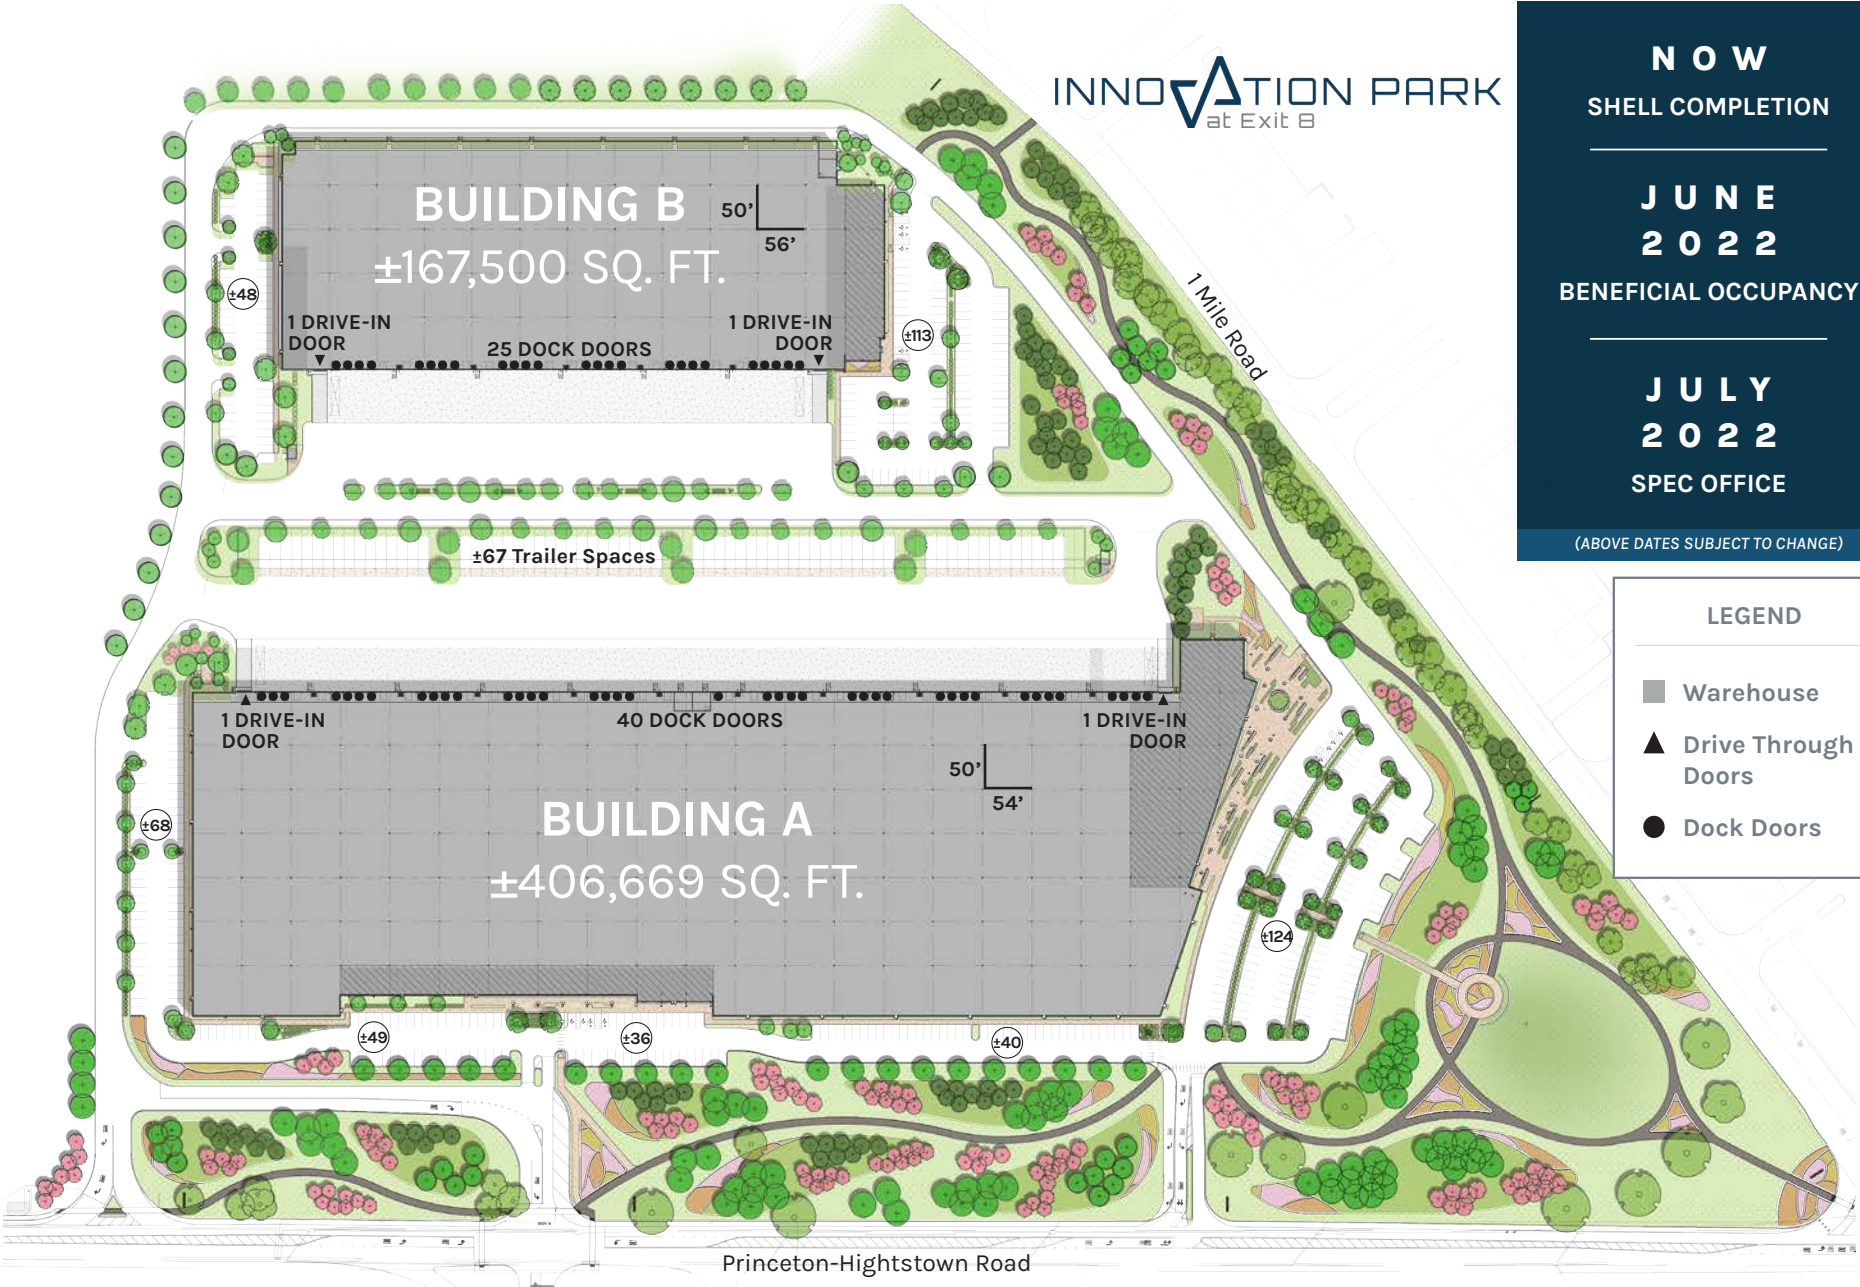 INNOVATION PARK
at Exit 8
NOW
SHELL COMPLETION
JUNE
2022
BENEFICIAL OCCUPANCY
JULY
2022
SPEC OFFICE
(ABOVE DATES SUBJECT TO CHANGE)
LEGEND
Warehouse
Drive Through
Doors
Dock Doors
BUILDING B
±167,500 SQ. FT.
50'
56'
±48
±113
1 DRIVE-IN
DOOR
25 DOCK DOORS
1 DRIVE-IN
DOOR
1 Mile Road
±67 Trailer Spaces
1 DRIVE-IN
DOOR
40 DOCK DOORS
1 DRIVE-IN
DOOR
50'
54'
BUILDING A
±406,669 SQ. FT.
±68
±124
±49
±36
±40
Princeton-Hightstown Road